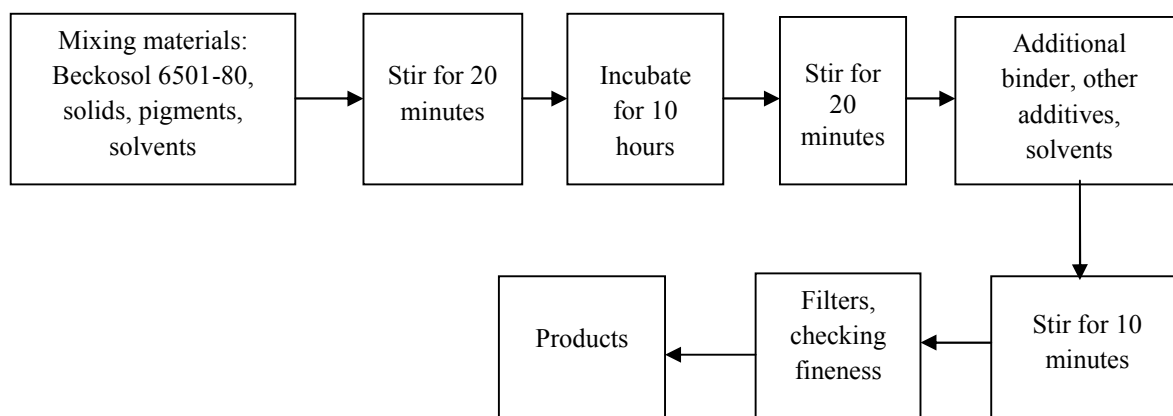 Mixing materials:
Beckosol 6501-80,
solids, pigments,
solvents
Stir for 20
minutes
Incubate
for 10
hours
Stir for
20
minutes
Additional
binder, other
additives,
solvents
Stir for 10
minutes
Filters,
checking
fineness
Products